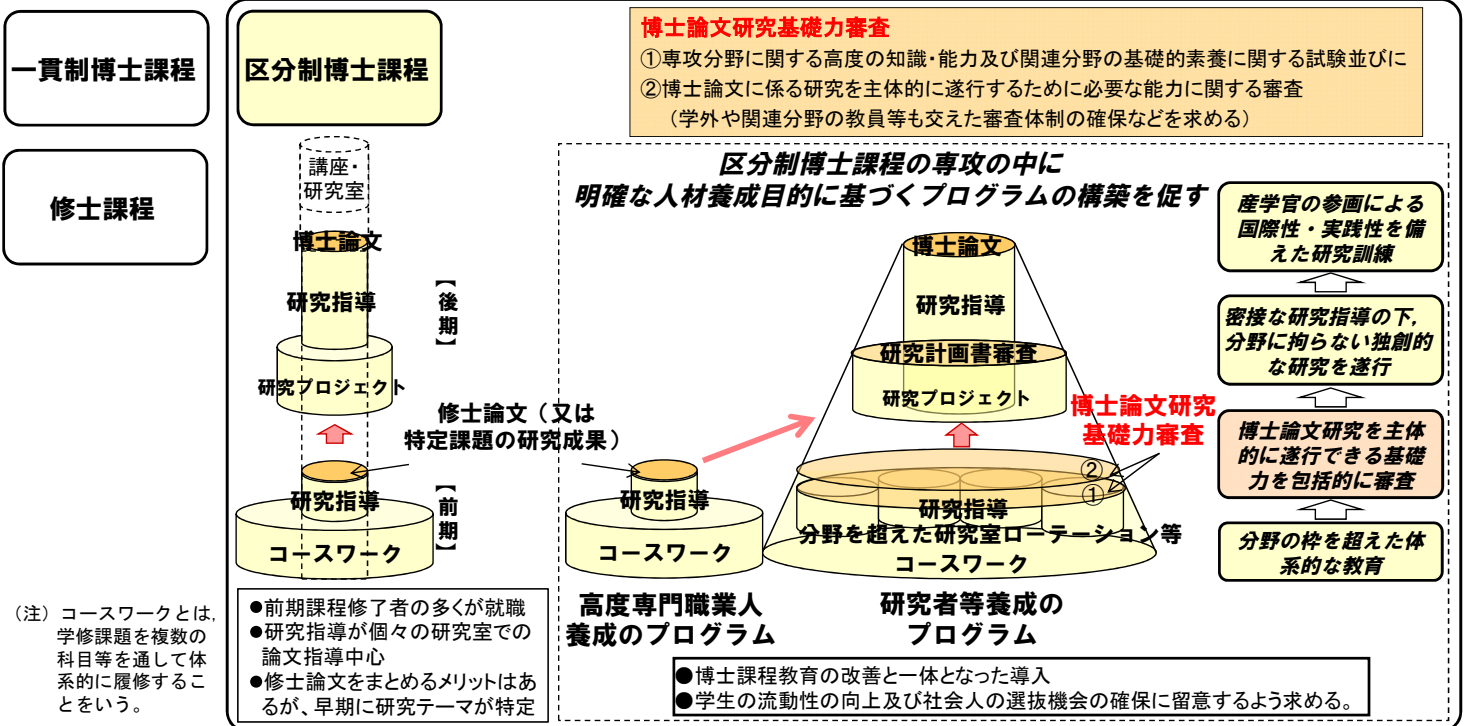 一貫制博士課程
修士課程
（注）コースワークとは，
学修課題を複数の
科目等を通して体
系的に履修するこ
とをいう。
区分制博士課程
講座・
研究室
博士論文
研究指導
【後期】
研究プロジェクト
修士論文（又は
特定課題の研究成果）
研究指導
【前期】
コースワーク
●前期課程修了者の多くが就職
●研究指導が個々の研究室での
論文指導中心
●修士論文をまとめるメリットはあ
るが、早期に研究テーマが特定
博士論文研究基礎力審査
①専攻分野に関する高度の知識・能力及び関連分野の基礎的素養に関する試験並びに
②博士論文に係る研究を主体的に遂行するために必要な能力に関する審査
（学外や関連分野の教員等も交えた審査体制の確保などを求める）
区分制博士課程の専攻の中に
明確な人材養成目的に基づくプログラムの構築を促す
研究指導
コースワーク
高度専門職業人
養成のプログラム
博士論文
研究指導
研究計画書審査
研究プロジェクト
博士論文研究
基礎力審査
②
①
研究指導
分野を超えた研究室ローテーション等
コースワーク
研究者等養成の
プログラム
産学官の参画による
国際性・実践性を備
えた研究訓練
密接な研究指導の下，
分野に拘らない独創的
な研究を遂行
博士論文研究を主体
的に遂行できる基礎
力を包括的に審査
分野の枠を超えた体
系的な教育
●博士課程教育の改善と一体となった導入
●学生の流動性の向上及び社会人の選抜機会の確保に留意するよう求める。